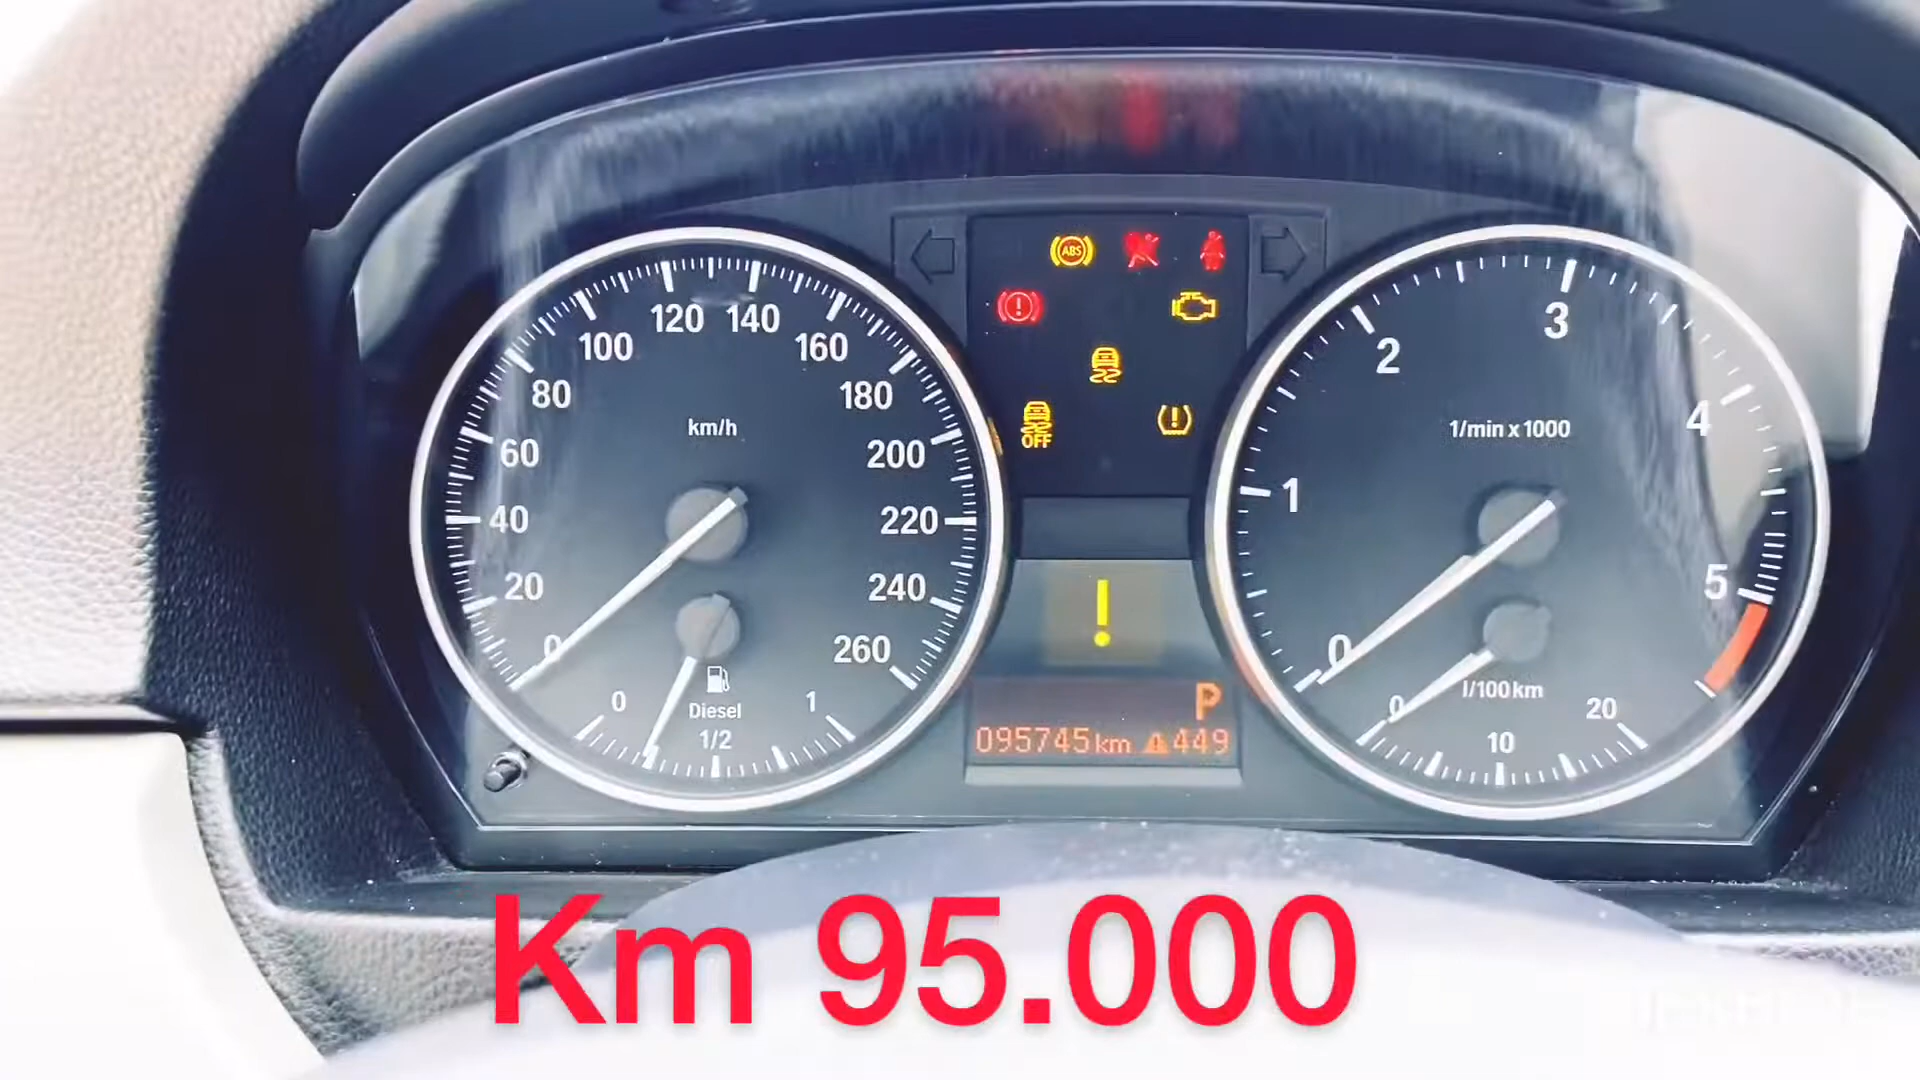 120 140
100 160
80 180
60 200
40 220
20 240
0 260
km/h
0 1
Diesel
1/2
ABS
OFF
!
P
095745 km 449
3
2 4
1 5
0
1/min x 1000
l/100 km
0 20
10
Km 95.000